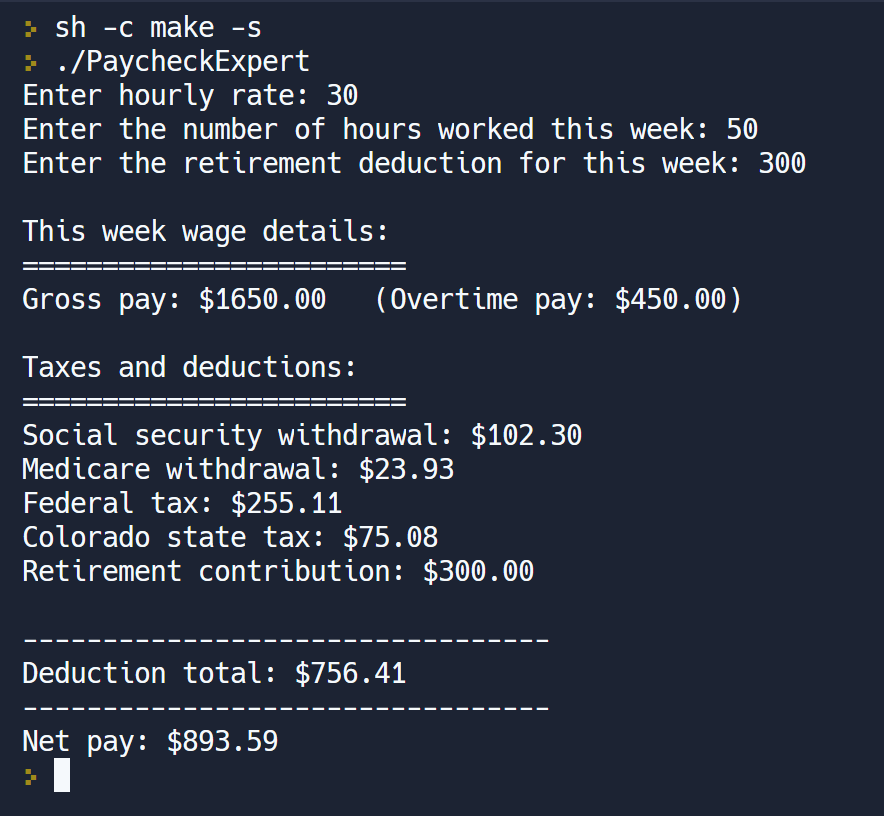 > sh -c make -s
> ./PaycheckExpert
Enter hourly rate: 30
Enter the number of hours worked this week: 50
Enter the retirement deduction for this week: 300

This week wage details:
========================
Gross pay: $1650.00   (Overtime pay: $450.00)

Taxes and deductions:
========================
Social security withdrawal: $102.30
Medicare withdrawal: $23.93
Federal tax: $255.11
Colorado state tax: $75.08
Retirement contribution: $300.00

---------------------------------
Deduction total: $756.41
---------------------------------
Net pay: $893.59
>